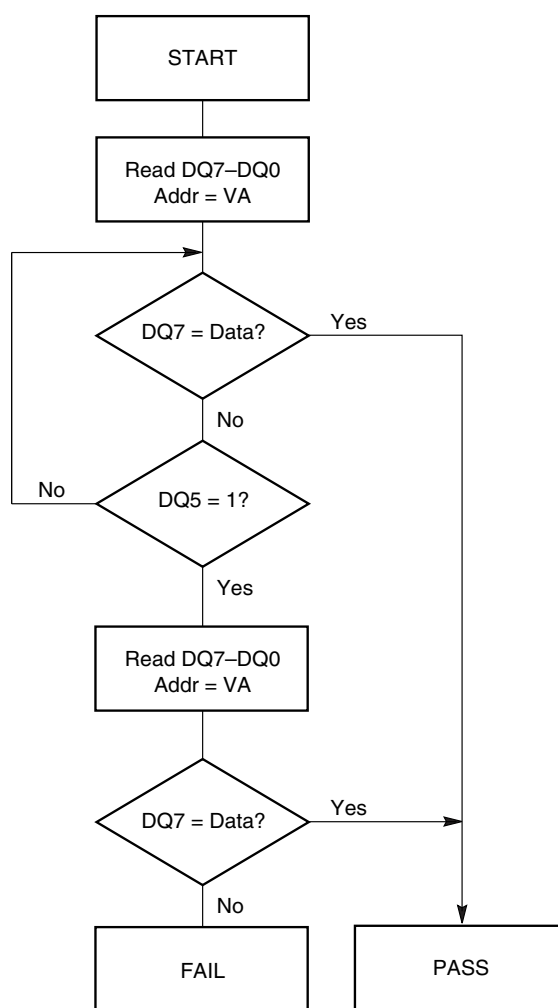 START
Read DQ7–DQ0
Addr = VA
DQ7 = Data?
Yes
No
No
DQ5 = 1?
Yes
Read DQ7–DQ0
Addr = VA
DQ7 = Data?
Yes
No
FAIL
PASS